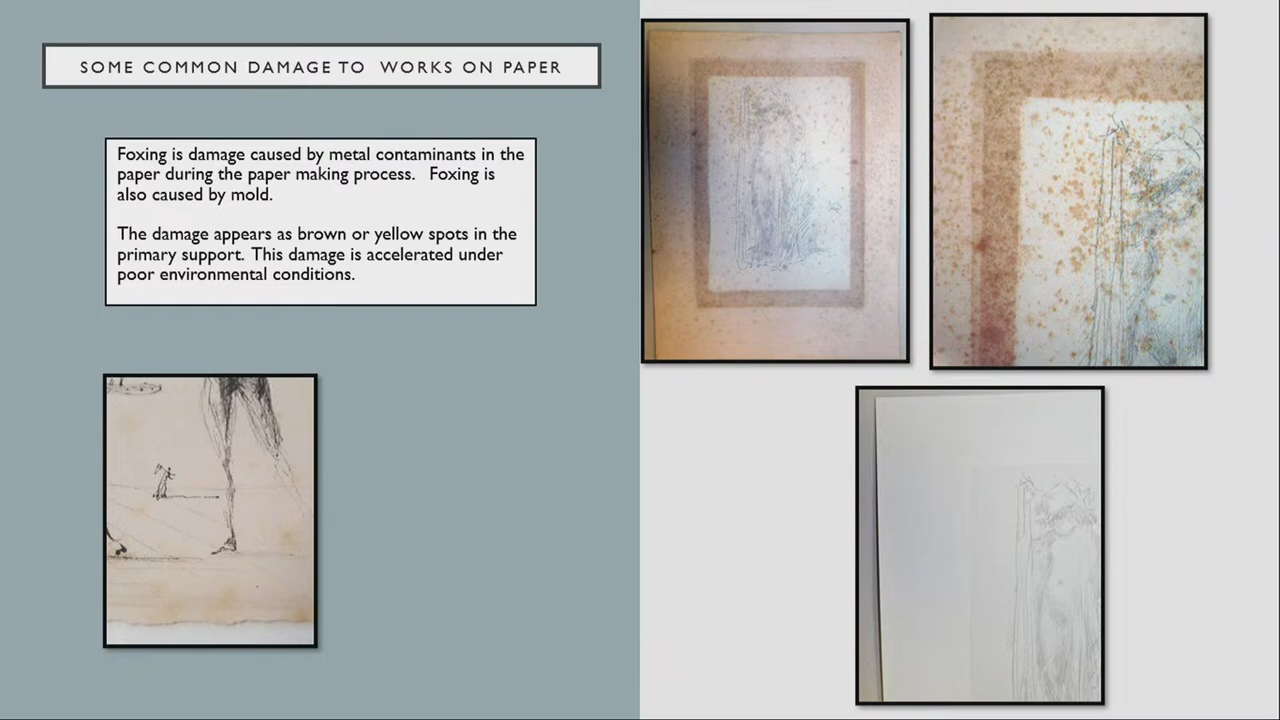 SOME COMMON DAMAGE TO WORKS ON PAPER
Foxing is damage caused by metal contaminants in the
paper during the paper making process. Foxing is
also caused by mold.
The damage appears as brown or yellow spots in the
primary support. This damage is accelerated under
poor environmental conditions.